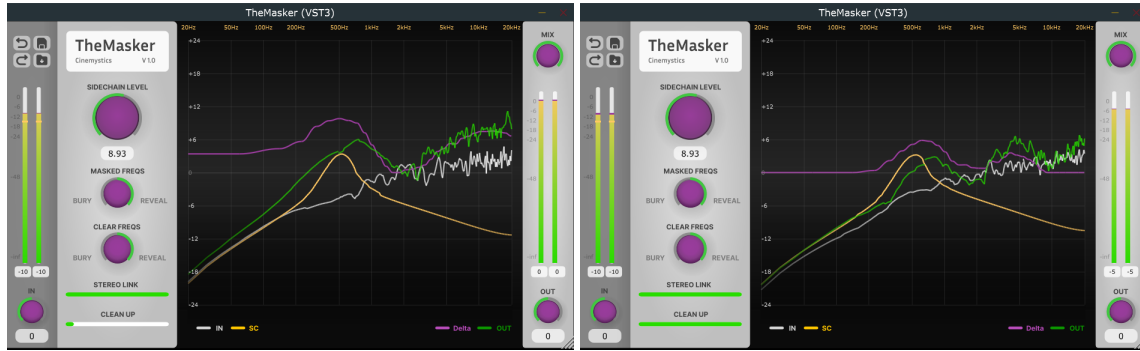 TheMasker (VST3)
20Hz 50Hz 100Hz 200Hz 500Hz 1kHz 2kHz 5kHz 10kHz 20kHz
TheMasker
Cinemystics V 1.0
SIDECHAIN LEVEL
8.93
MASKED FREQS
BURY REVEAL
CLEAR FREQS
BURY REVEAL
STEREO LINK
CLEAN UP
-10 -10
IN
0
+24
+18
+12
+6
0
-6
-12
-18
-24
IN SC Delta OUT
MIX
0 0
OUT
0
TheMasker (VST3)
20Hz 50Hz 100Hz 200Hz 500Hz 1kHz 2kHz 5kHz 10kHz 20kHz
TheMasker
Cinemystics V 1.0
SIDECHAIN LEVEL
8.93
MASKED FREQS
BURY REVEAL
CLEAR FREQS
BURY REVEAL
STEREO LINK
CLEAN UP
-10 -10
IN
0
+24
+18
+12
+6
0
-6
-12
-18
-24
IN SC Delta OUT
MIX
-5 -5
OUT
0